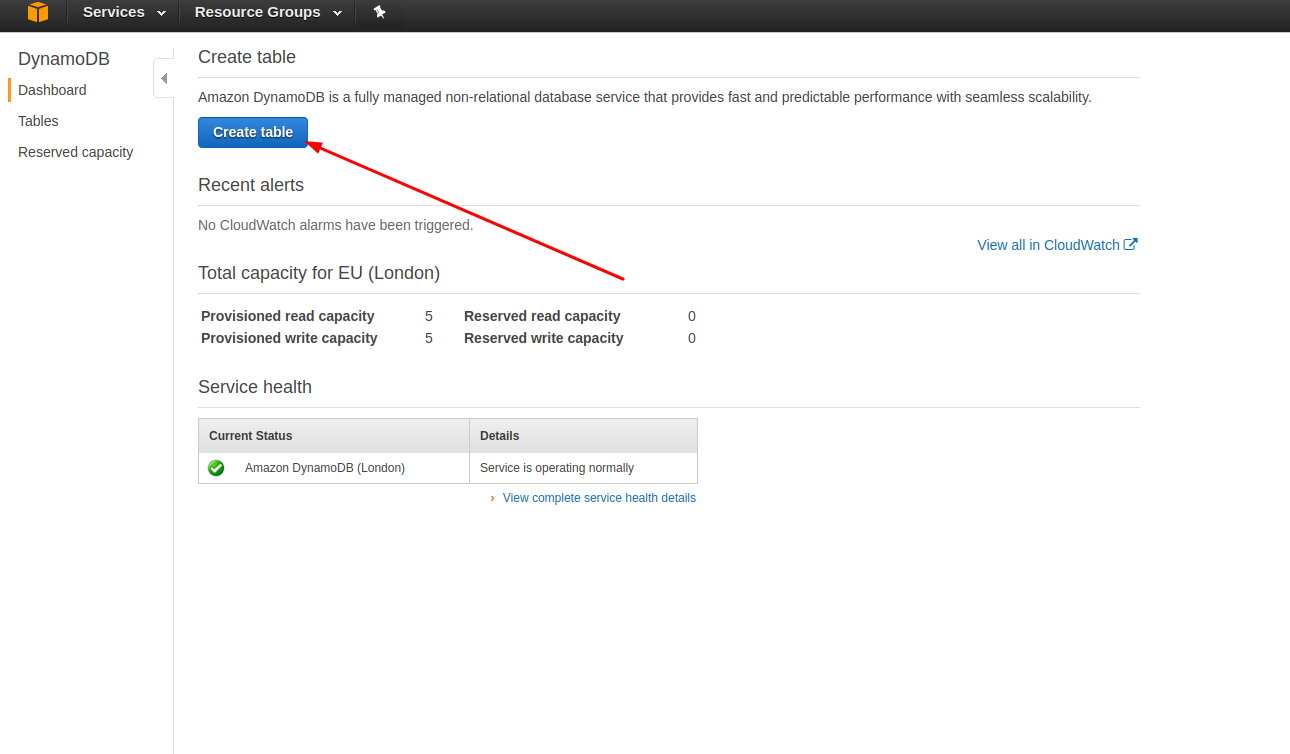 Services Resource Groups
DynamoDB
Dashboard
Tables
Reserved capacity
Create table
Amazon DynamoDB is a fully managed non-relational database service that provides fast and predictable performance with seamless scalability.
Create table
Recent alerts
No CloudWatch alarms have been triggered.
View all in CloudWatch
Total capacity for EU (London)
Provisioned read capacity 5 Reserved read capacity 0
Provisioned write capacity 5 Reserved write capacity 0
Service health
Current Status Details
Amazon DynamoDB (London) Service is operating normally
› View complete service health details